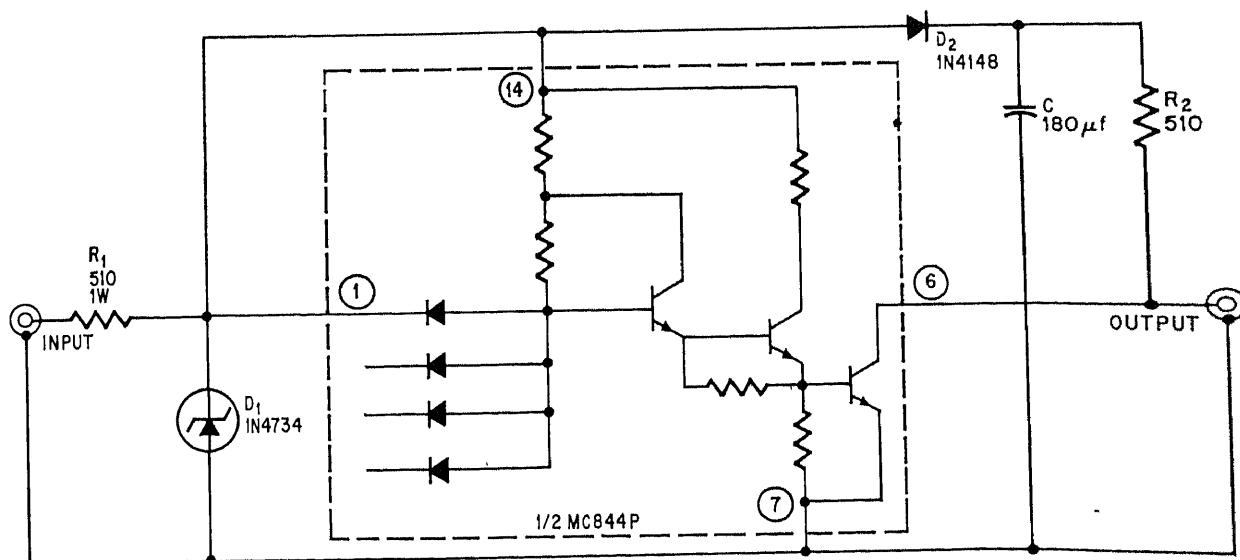 D2
1N4148
14
C
180µf
R2
510
R1
510
1W
1
6
INPUT
OUTPUT
D1
1N4734
7
1/2 MC844P